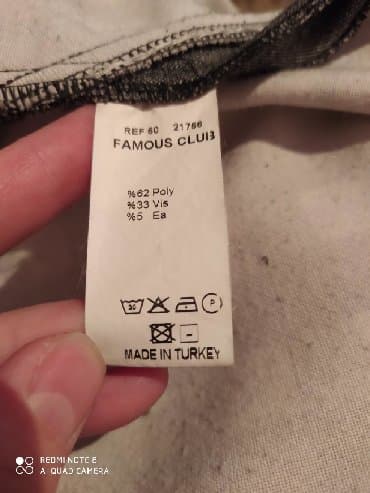 REF 60 21766
FAMOUS CLUB
%62 Poly
%33 Vis
%5 Ea
30
P
MADE IN TURKEY
REDMI NOTE 8
AI QUAD CAMERA